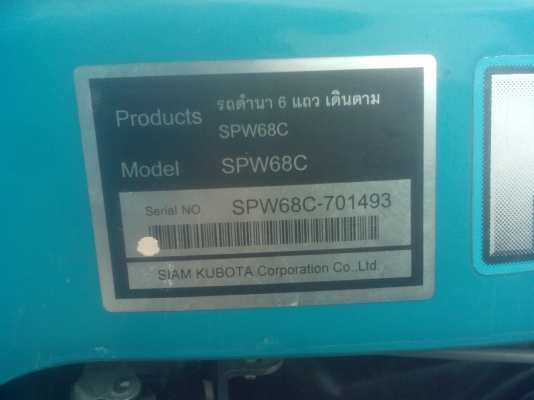 Products รถดำนา 6 แถว เดินตาม
SPW68C
Model SPW68C
Serial NO. SPW68C-701493
SIAM KUBOTA Corporation Co.,Ltd.